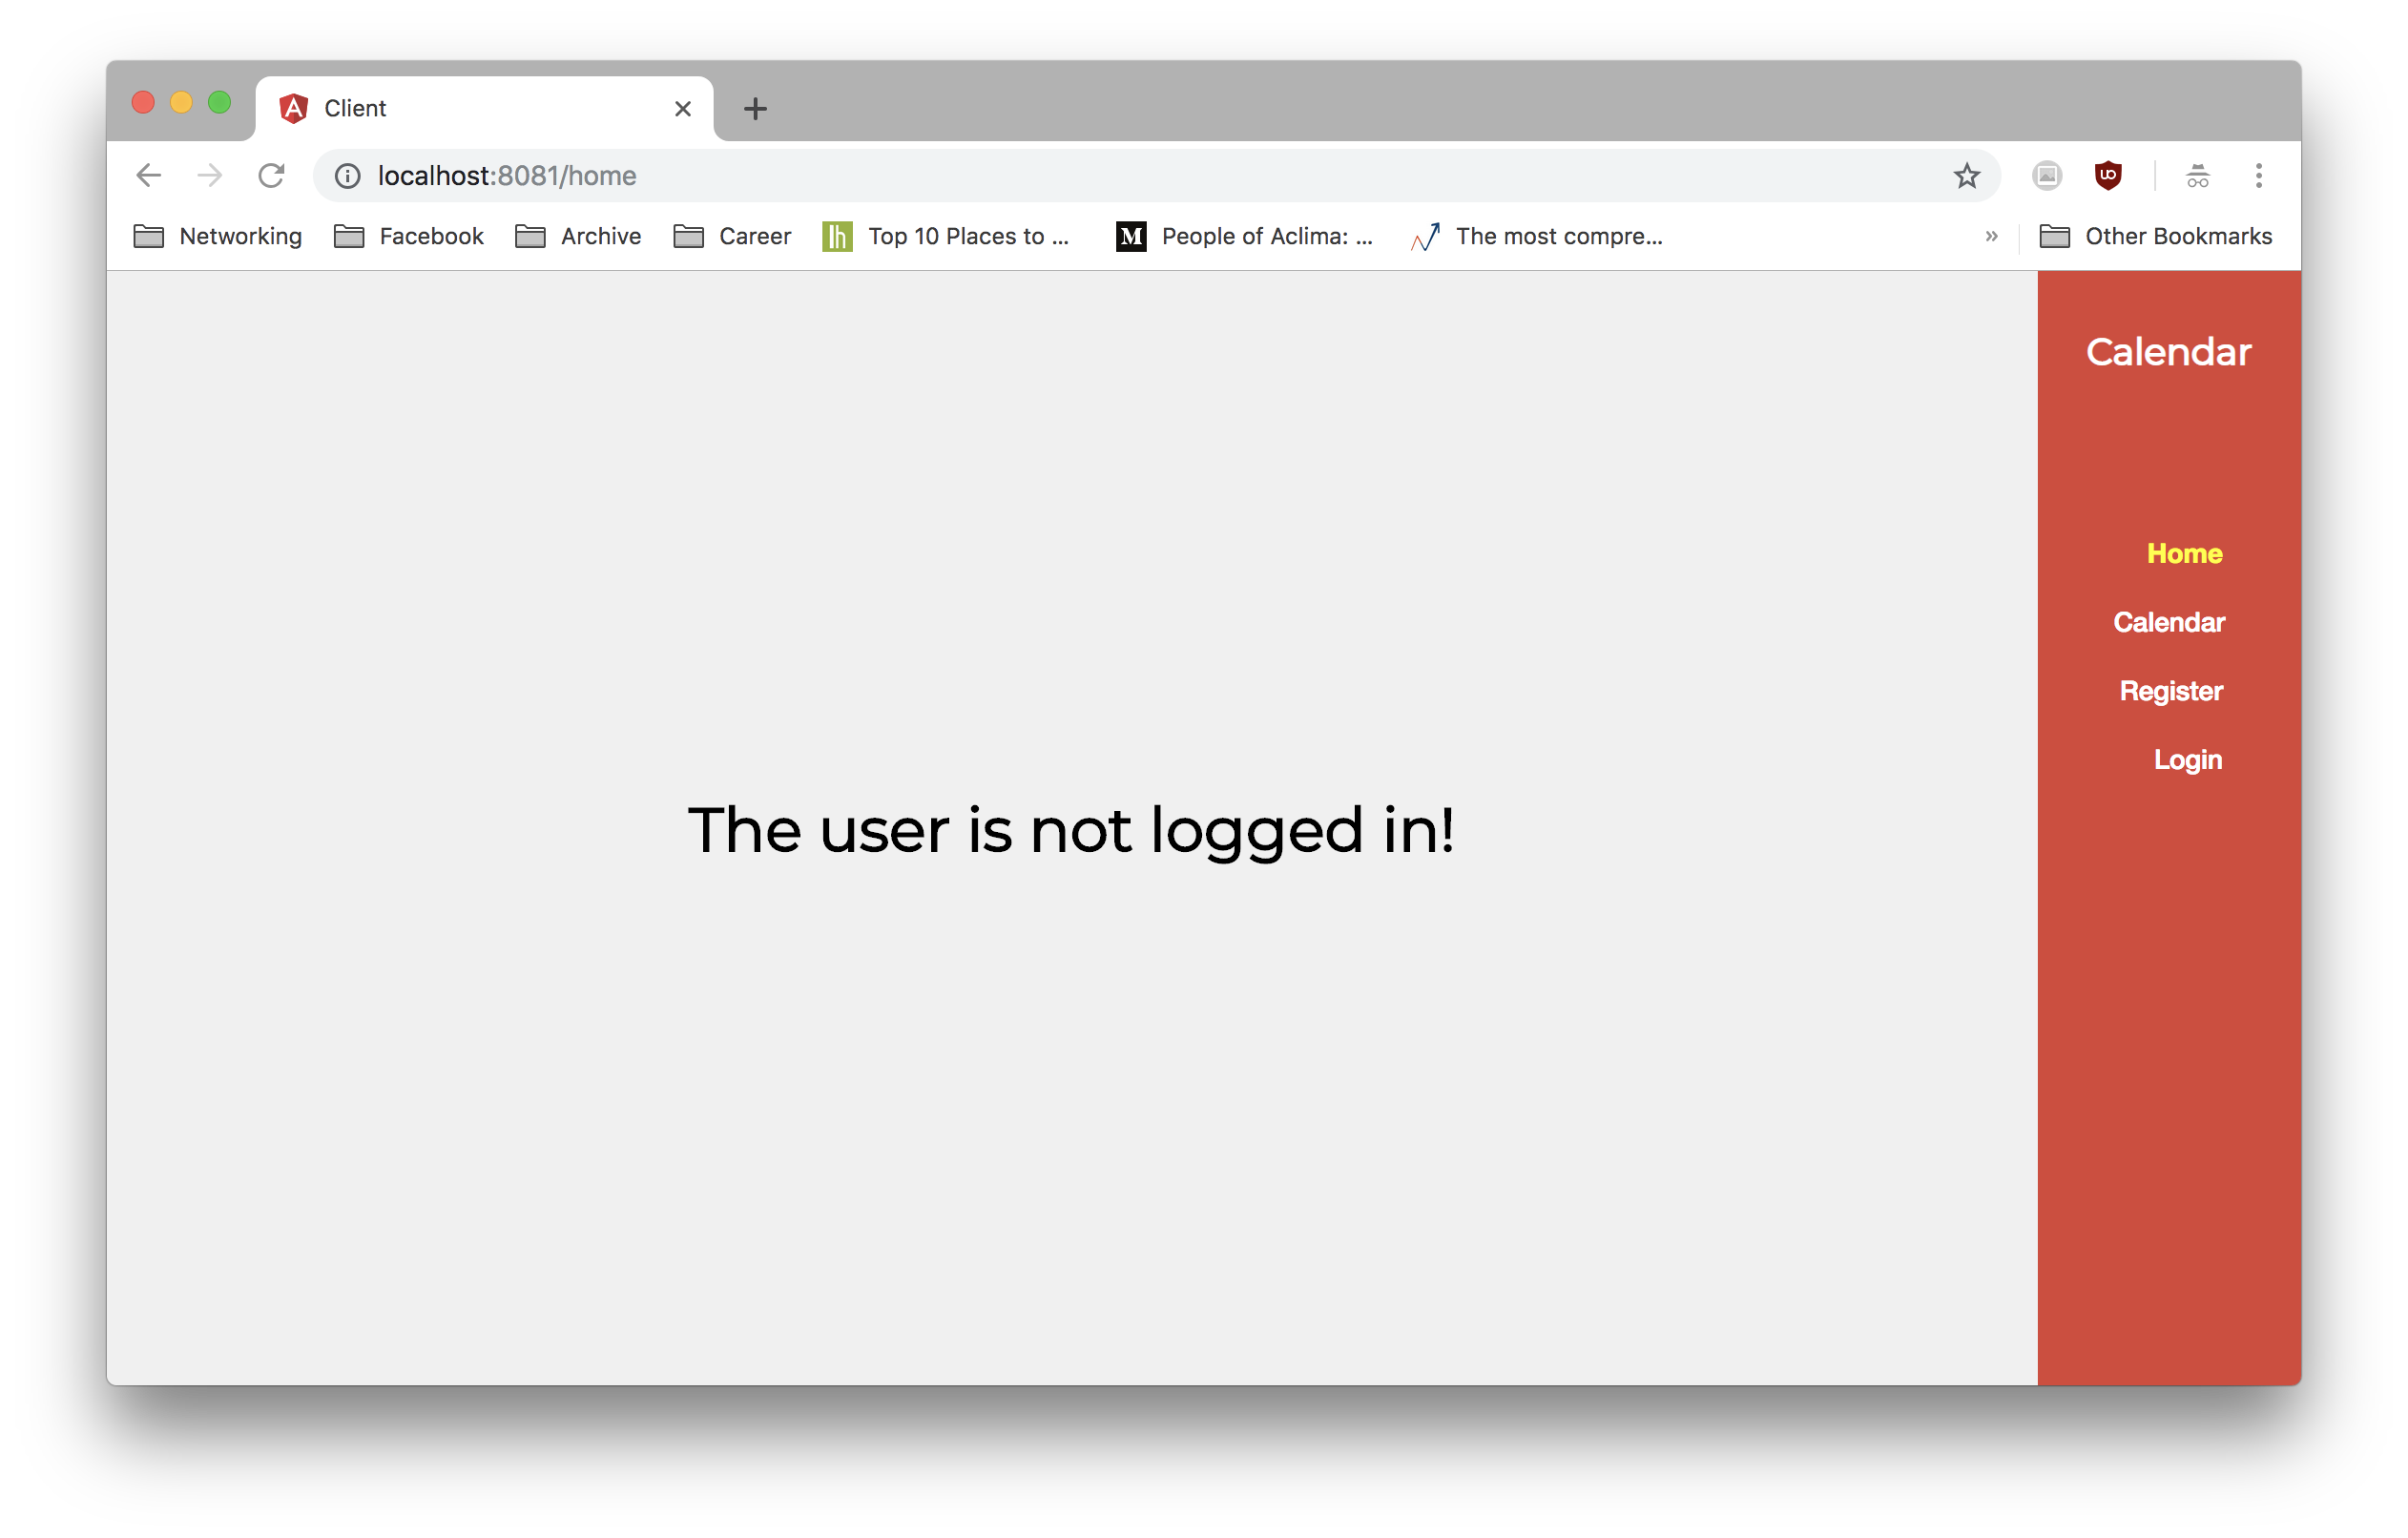 Client
localhost:8081/home
Networking Facebook Archive Career lh Top 10 Places to ... M People of Aclima: ... The most compre... » Other Bookmarks
Calendar
Home
Calendar
Register
Login
The user is not logged in!